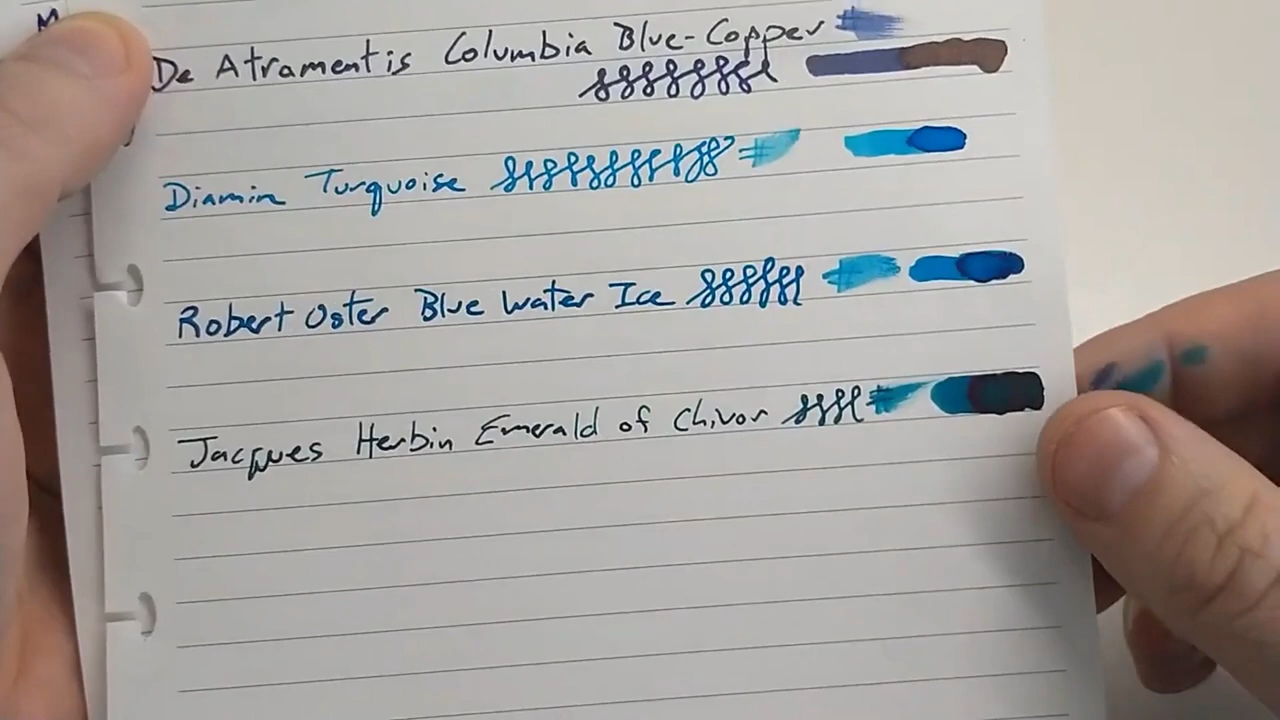 M
De Atramentis Columbia Blue-Copper
Diamin Turquoise
Robert Oster Blue Water Ice
Jacques Herbin Emerald of Chivor